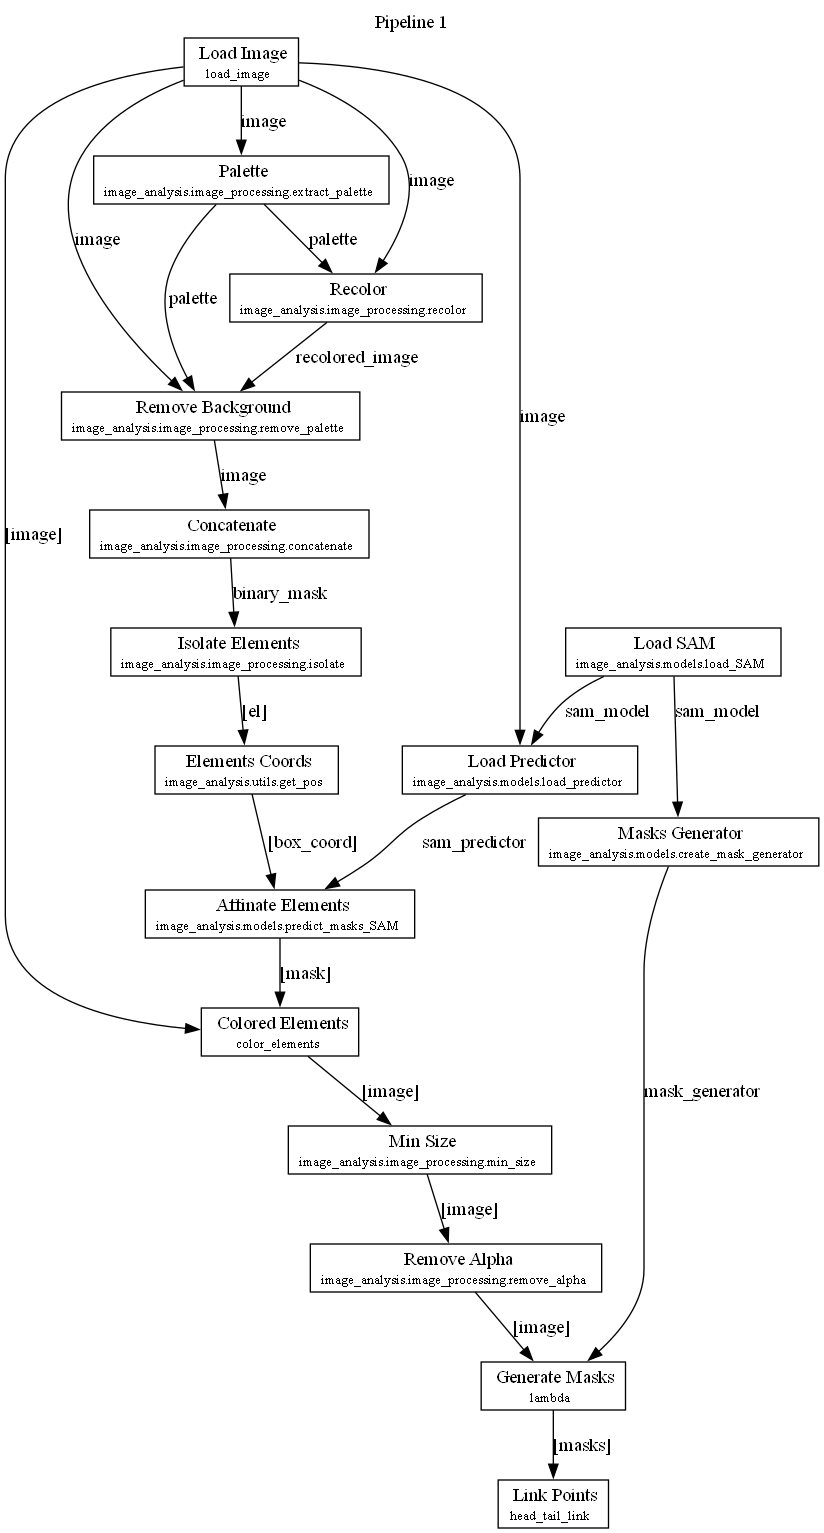 Pipeline 1
Load Image
load_image
image
Palette
image_analysis.image_processing.extract_palette
image
image
palette
palette
Recolor
image_analysis.image_processing.recolor
recolored_image
Remove Background
image_analysis.image_processing.remove_palette
image
image
Concatenate
image_analysis.image_processing.concatenate
[image]
binary_mask
Isolate Elements
image_analysis.image_processing.isolate
Load SAM
image_analysis.models.load_SAM
[el]
sam_model
sam_model
Elements Coords
image_analysis.utils.get_pos
Load Predictor
image_analysis.models.load_predictor
[box_coord]
sam_predictor
Masks Generator
image_analysis.models.create_mask_generator
Affinate Elements
image_analysis.models.predict_masks_SAM
[mask]
Colored Elements
color_elements
[image]
mask_generator
Min Size
image_analysis.image_processing.min_size
[image]
Remove Alpha
image_analysis.image_processing.remove_alpha
[image]
Generate Masks
lambda
[masks]
Link Points
head_tail_link